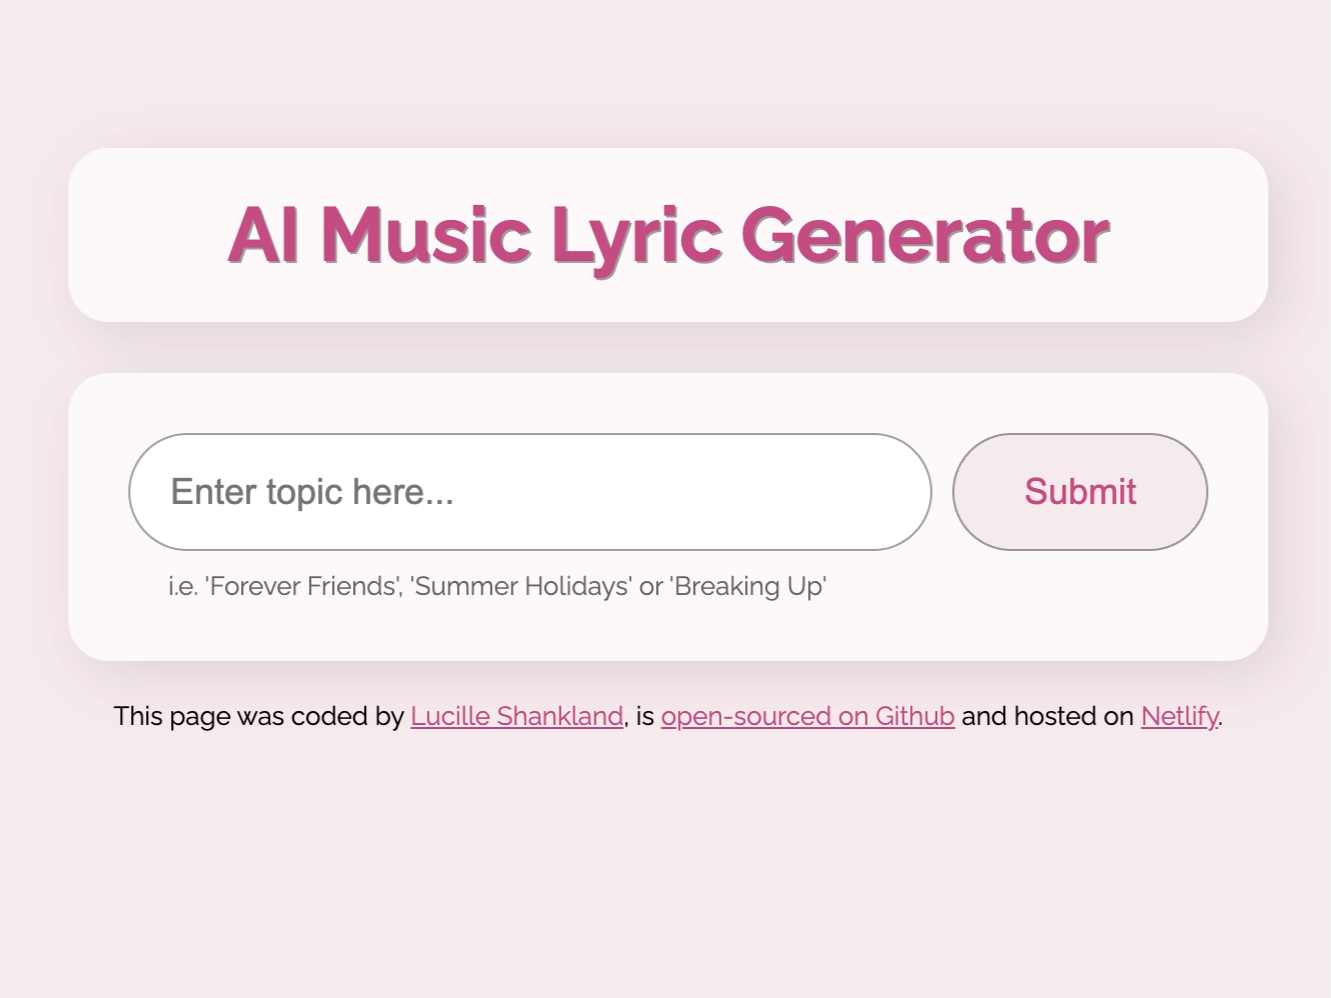 AI Music Lyric Generator
Enter topic here...
Submit
i.e. 'Forever Friends', 'Summer Holidays' or 'Breaking Up'
This page was coded by Lucille Shankland, is open-sourced on Github and hosted on Netlify.